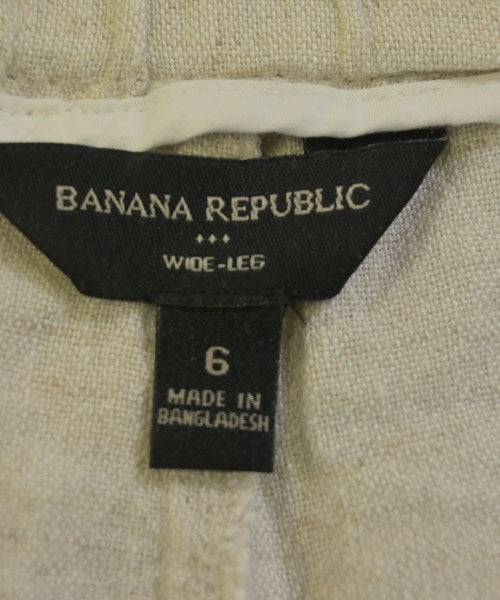 BANANA REPUBLIC
WIDE-LEG
6
MADE IN
BANGLADESH